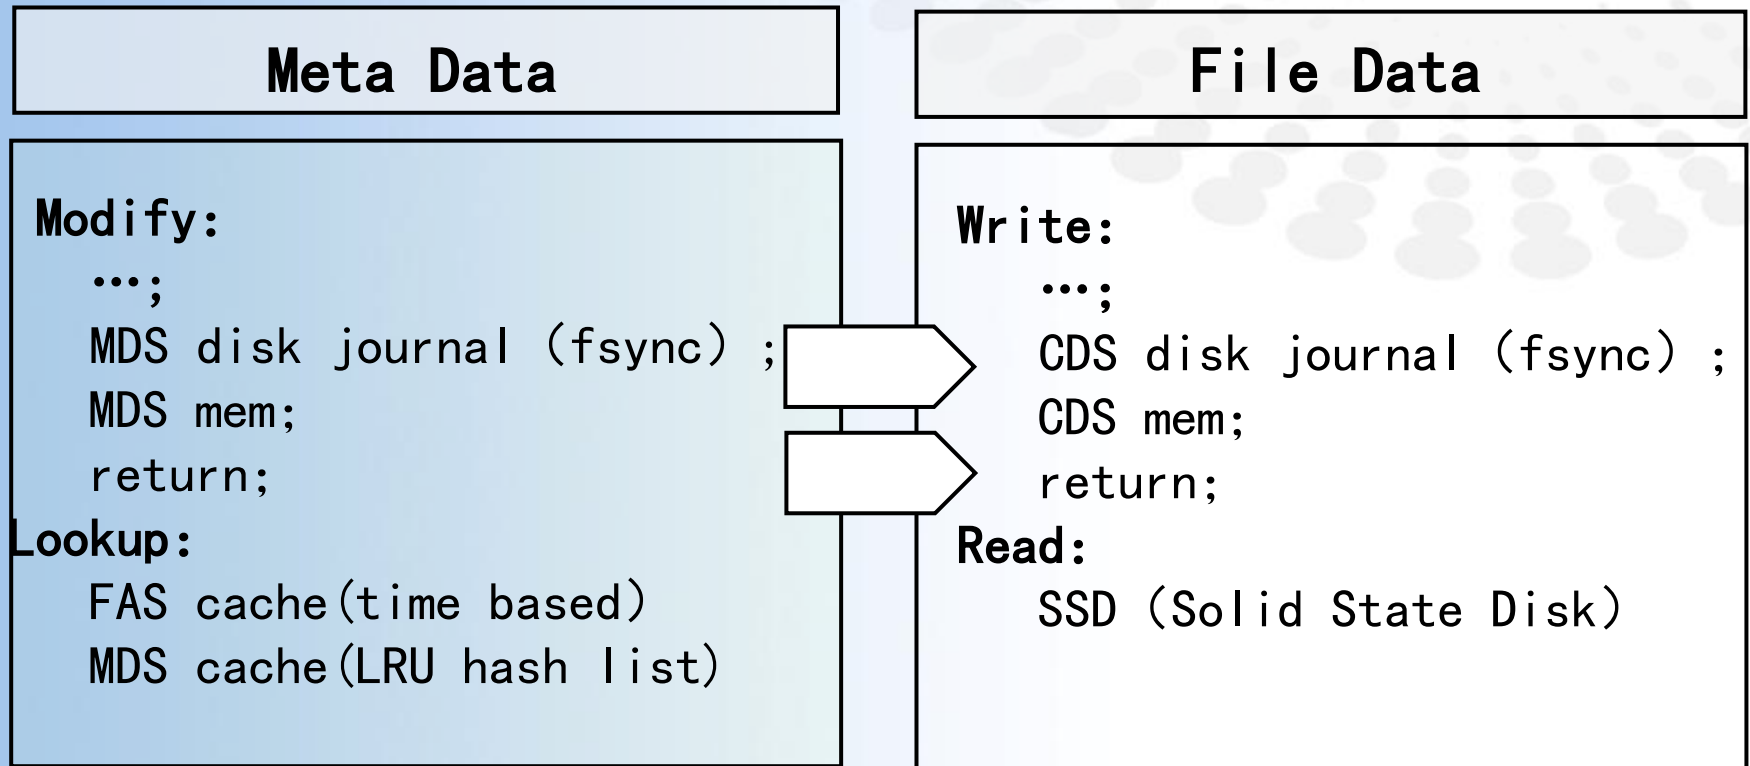 Meta Data
Modify:
…;
MDS disk journal（fsync）;
MDS mem;
return;
Lookup:
FAS cache(time based)
MDS cache(LRU hash list)
File Data
Write:
…;
CDS disk journal（fsync）;
CDS mem;
return;
Read:
SSD（Solid State Disk）